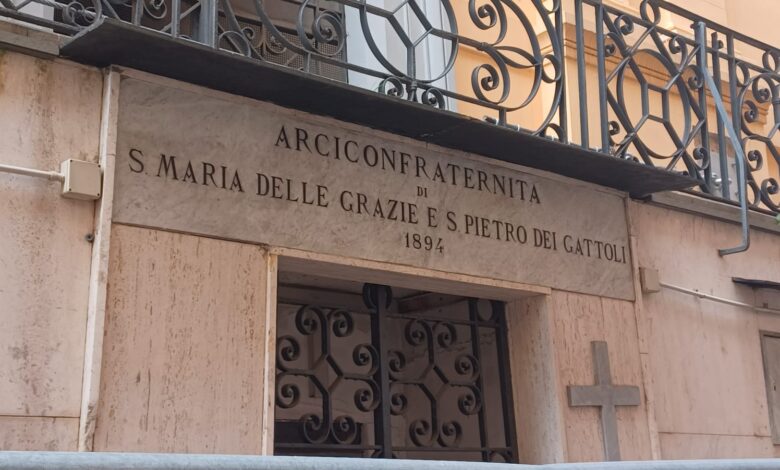 ARCICONFRATERNITA
DI
S. MARIA DELLE GRAZIE E S. PIETRO DEI GATTOLI
1894